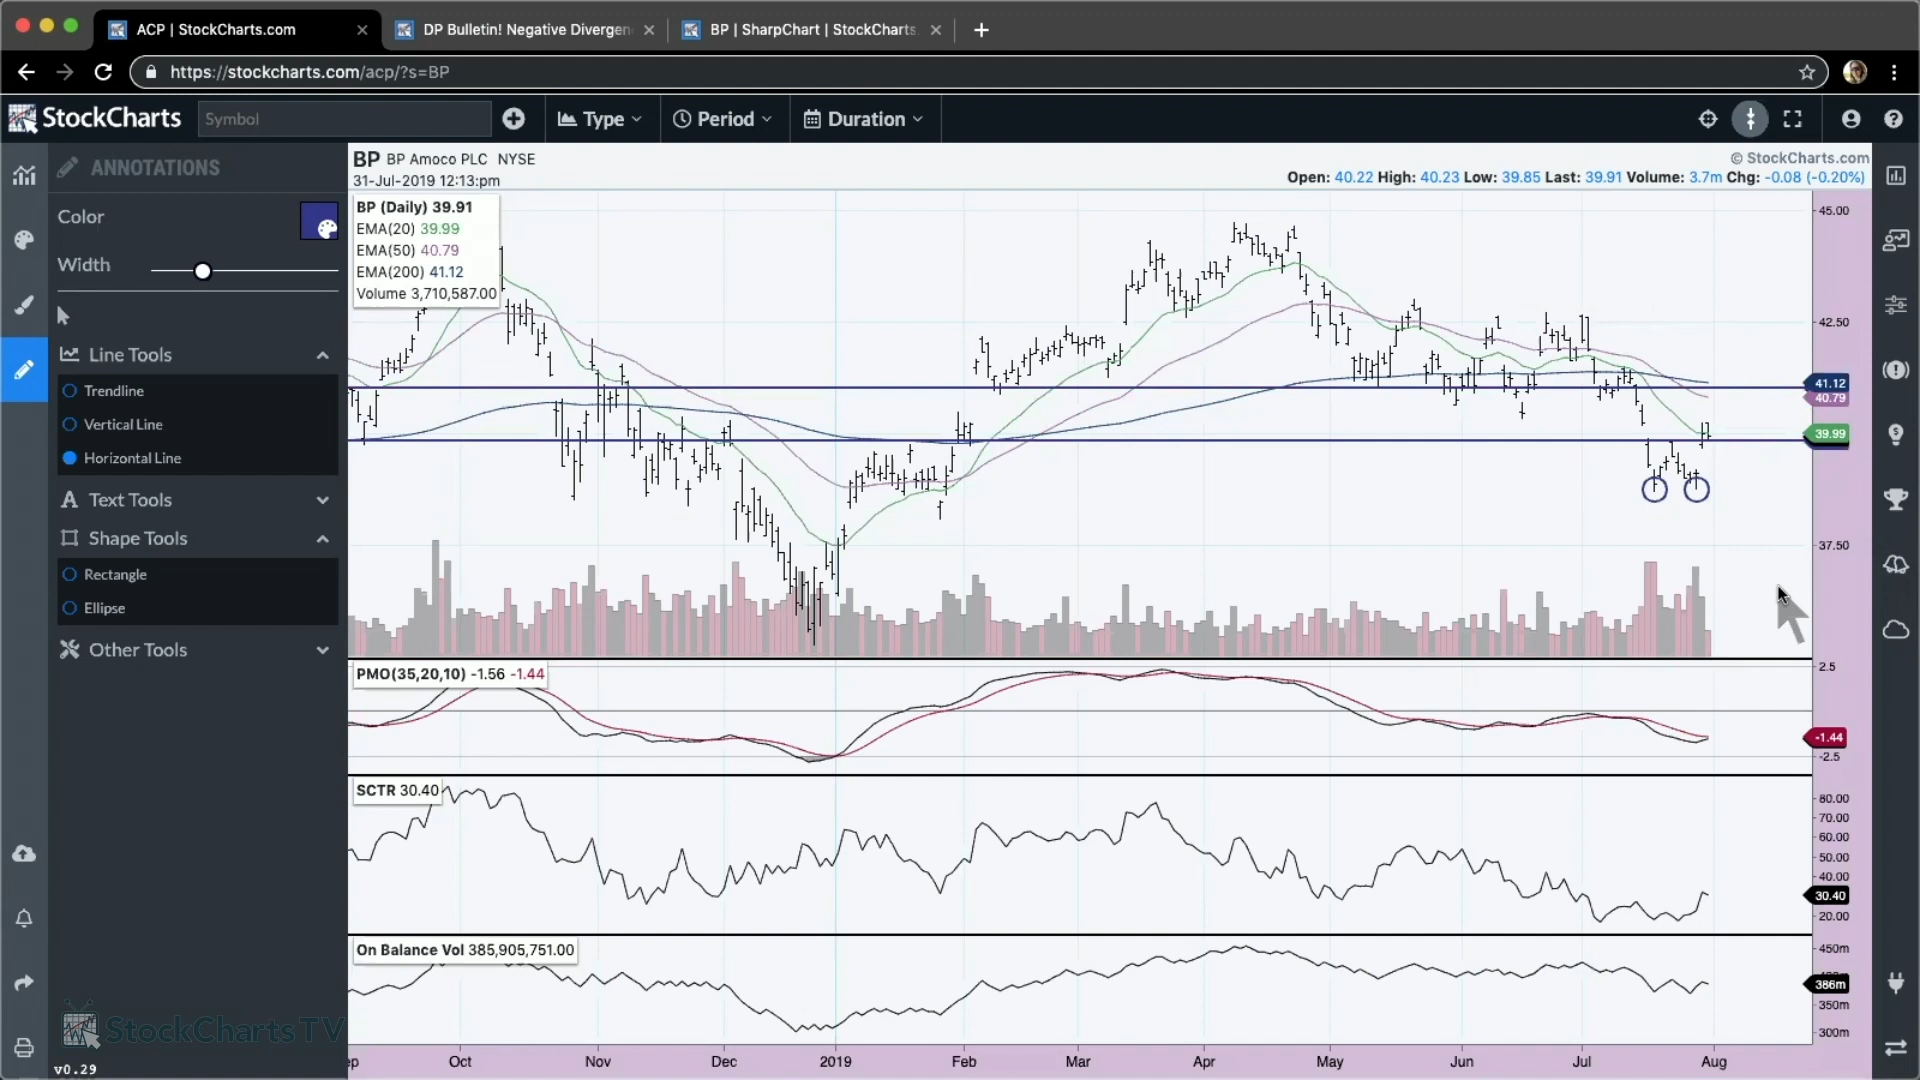 ACP | StockCharts.com
DP Bulletin! Negative Divergen
BP | SharpChart | StockCharts.
https://stockcharts.com/acp/?s=BP
StockCharts
Symbol
Type
Period
Duration
ANNOTATIONS
Color
Width
Line Tools
Trendline
Vertical Line
Horizontal Line
Text Tools
Shape Tools
Rectangle
Ellipse
Other Tools
StockCharts TV
v0.29
BP BP Amoco PLC NYSE
© StockCharts.com
31-Jul-2019 12:13:pm
Open: 40.22 High: 40.23 Low: 39.85 Last: 39.91 Volume: 3.7m Chg: -0.08 (-0.20%)
BP (Daily) 39.91
EMA(20) 39.99
EMA(50) 40.79
EMA(200) 41.12
Volume 3,710,587.00
45.00
42.50
41.12
40.79
39.99
37.50
PMO(35,20,10) -1.56 -1.44
2.5
-1.44
-2.5
SCTR 30.40
80.00
70.00
60.00
50.00
40.00
30.40
20.00
On Balance Vol 385,905,751.00
450m
386m
350m
300m
ep Oct Nov Dec 2019 Feb Mar Apr May Jun Jul Aug